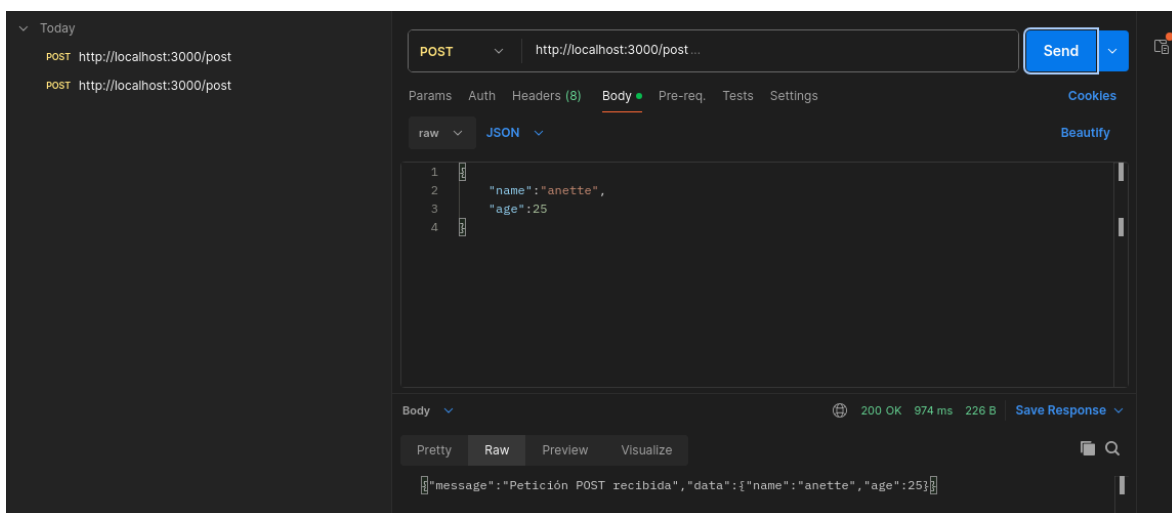 Today
POST http://localhost:3000/post
POST http://localhost:3000/post
POST http://localhost:3000/post ...
Send
Params Auth Headers (8) Body Pre-req. Tests Settings Cookies
raw JSON Beautify
1 {
2 "name":"anette",
3 "age":25
4 }
Body 200 OK 974 ms 226 B Save Response
Pretty Raw Preview Visualize
{"message":"Petición POST recibida","data":{"name":"anette","age":25}}